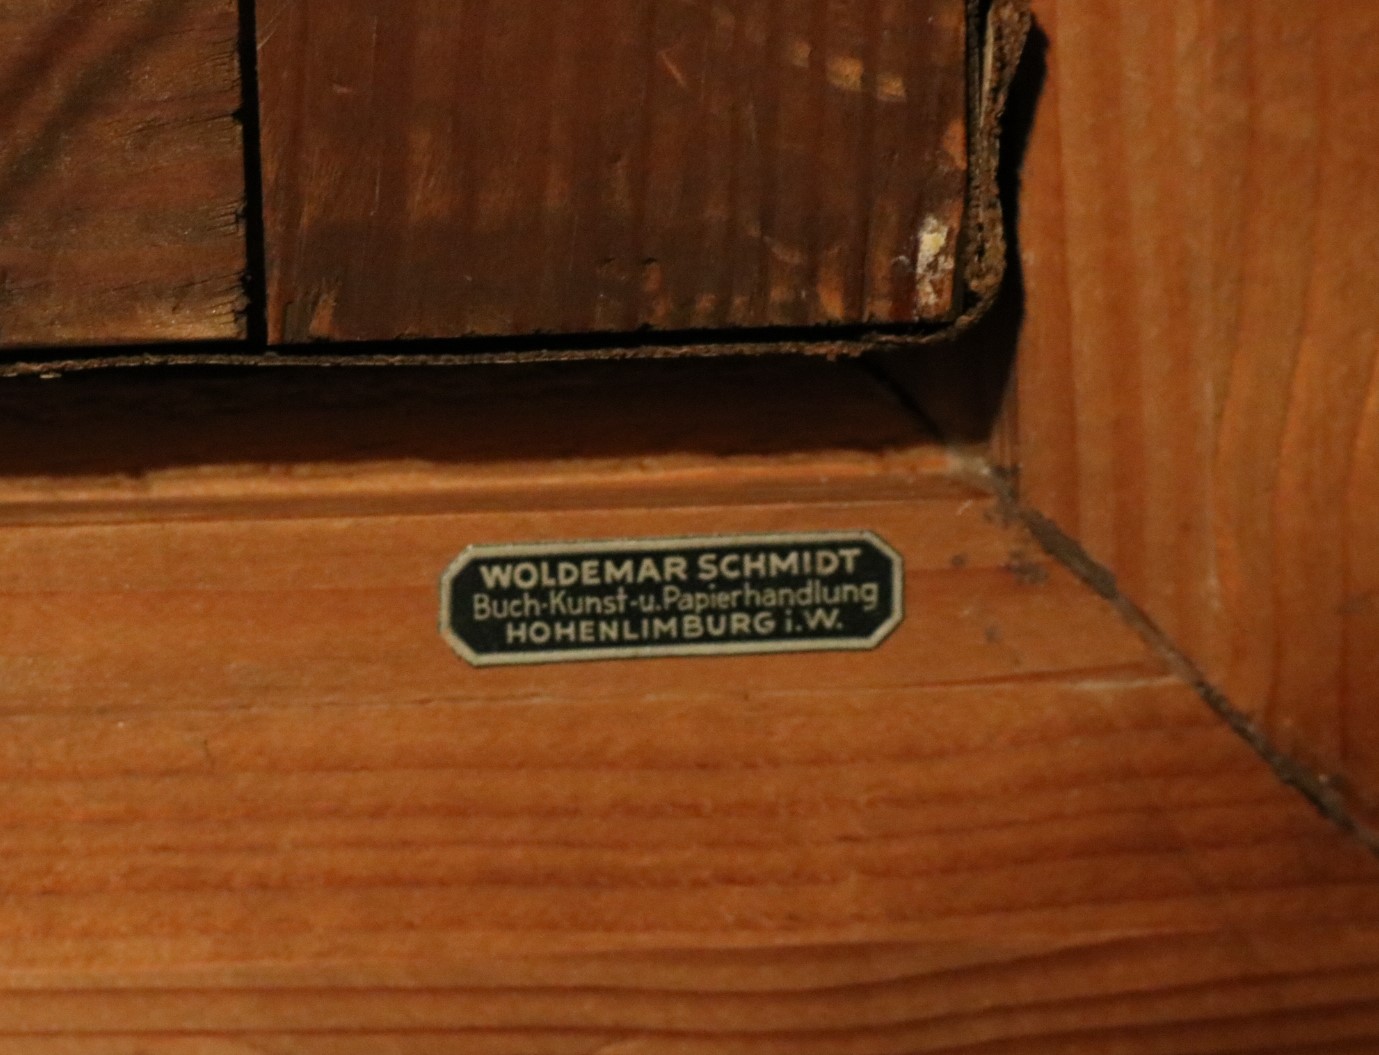 WOLDEMAR SCHMIDT
Buch-Kunst-u.Papierhandlung
HOHENLIMBURG i.W.